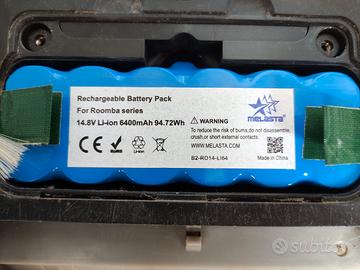 Rechargeable Battery Pack
For Roomba series
14.8V Li-ion 6400mAh 94.72Wh
MELASTA
WARNING
To reduce the risk of burns,do not
disassemble,crush,or short-circuit
external contacts.
WWW.MELASTA.COM
B2-RO14-LI64
Made in China
subito